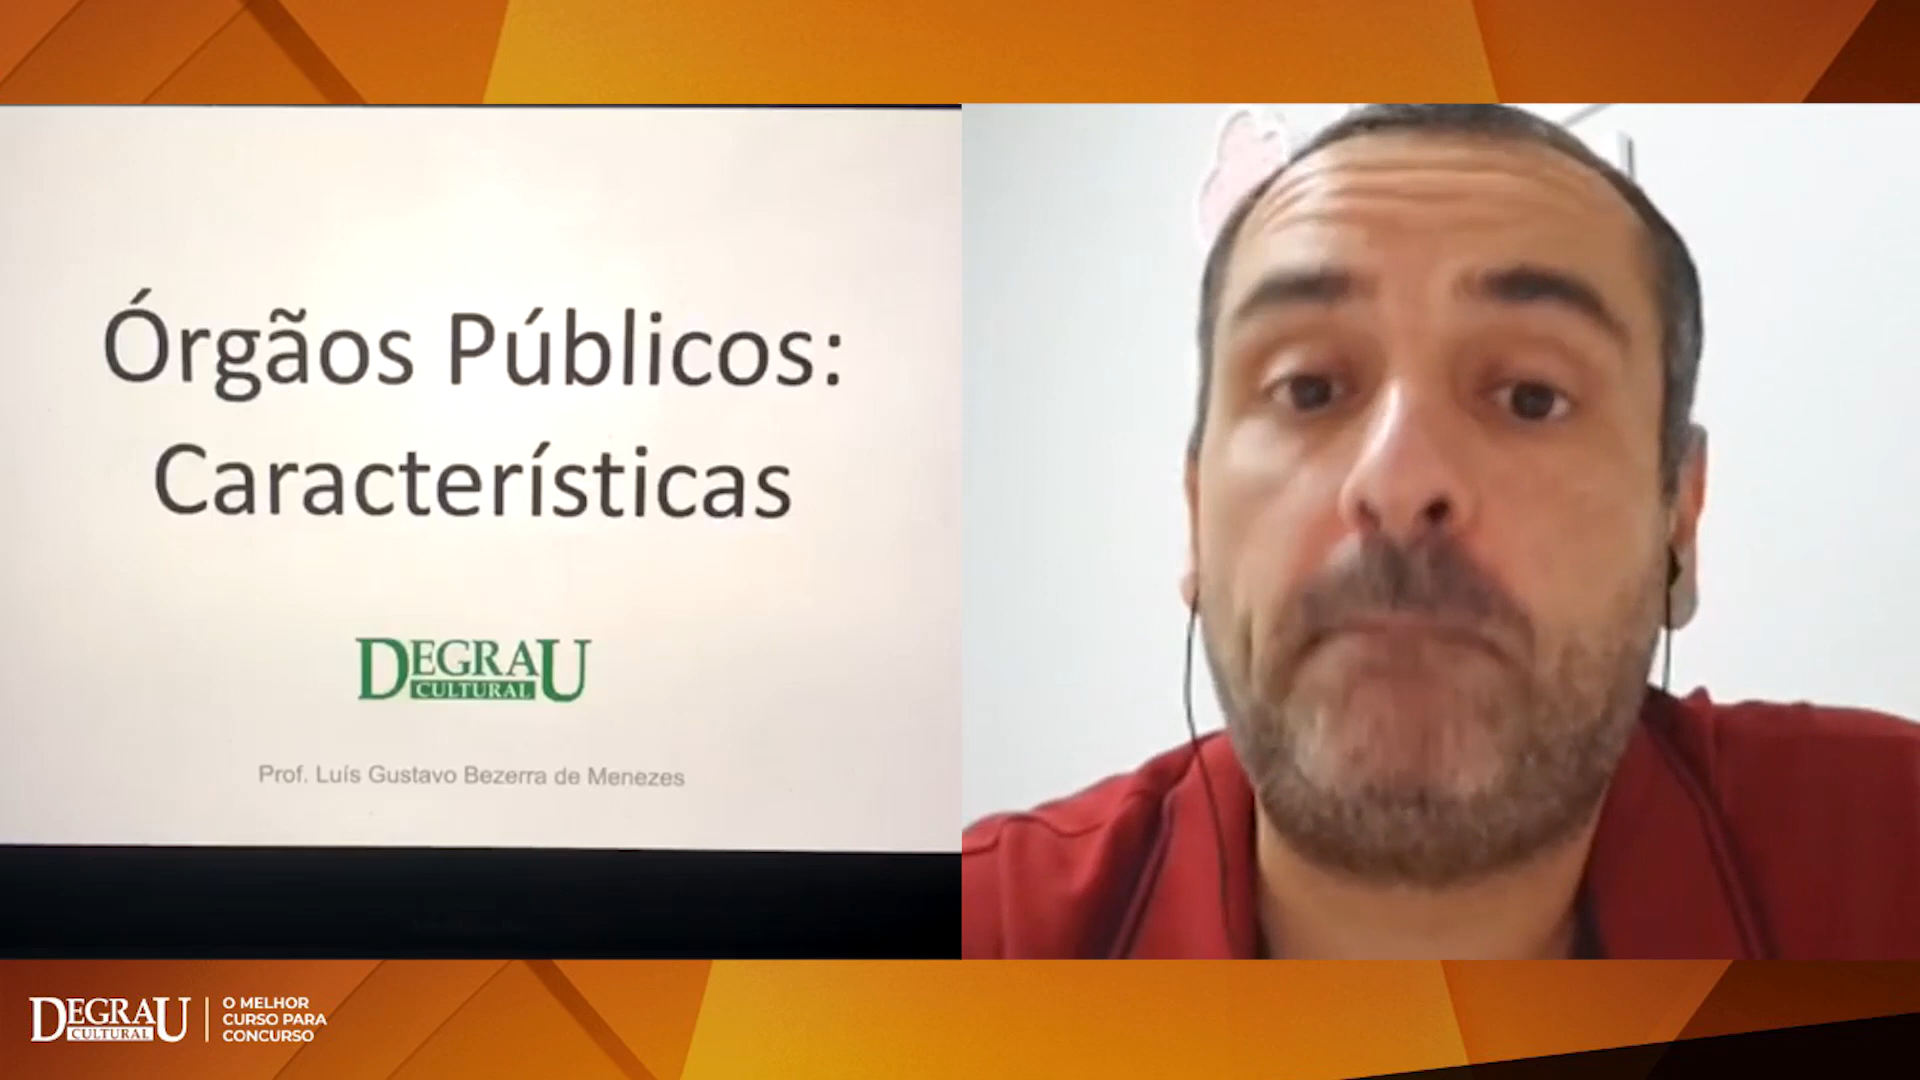 Órgãos Públicos:
Características
DEGRAU
CULTURAL
Prof. Luís Gustavo Bezerra de Menezes
DEGRAU
CULTURAL
O MELHOR
CURSO PARA
CONCURSO